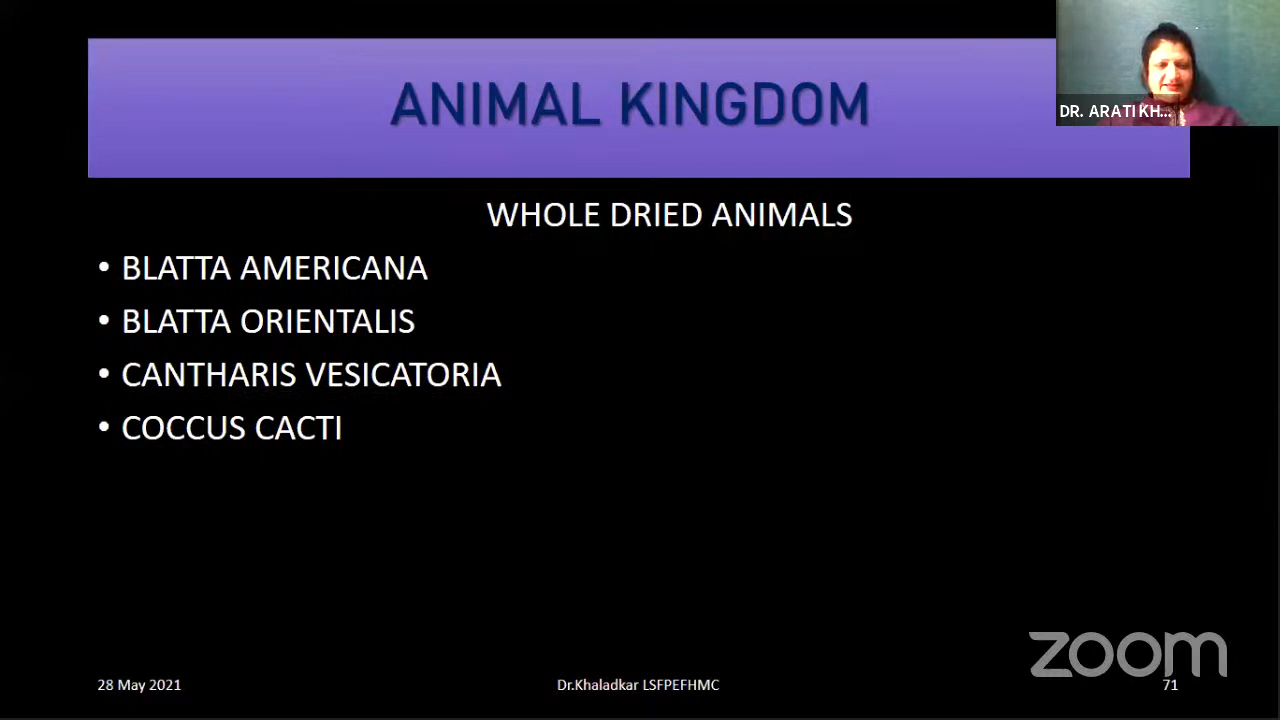 ANIMAL KINGDOM
DR. ARATI KH...
WHOLE DRIED ANIMALS
• BLATTA AMERICANA
• BLATTA ORIENTALIS
• CANTHARIS VESICATORIA
• COCCUS CACTI
zoom
28 May 2021
Dr.Khaladkar LSFPEFHMC
71